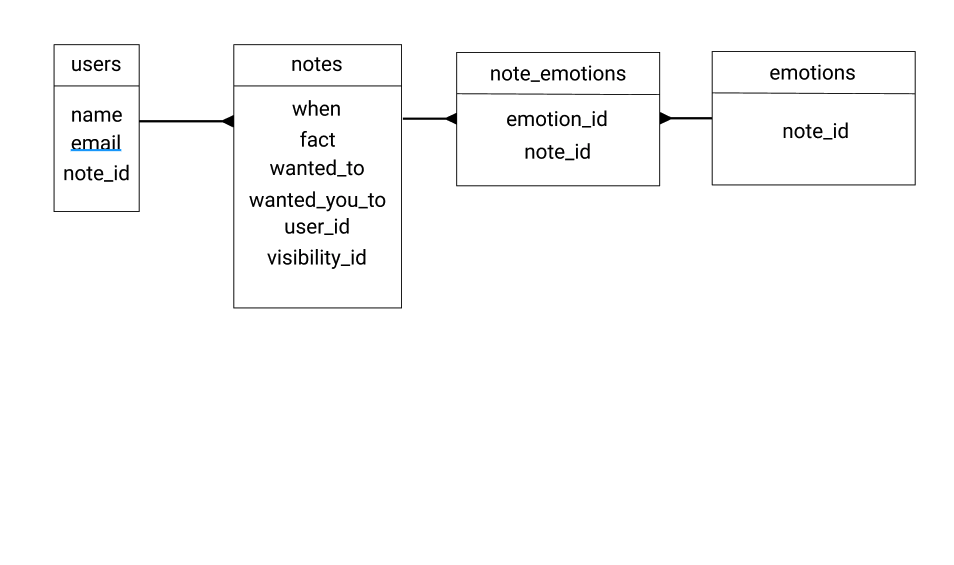 users
name
email
note_id
notes
when
fact
wanted_to
wanted_you_to
user_id
visibility_id
note_emotions
emotion_id
note_id
emotions
note_id